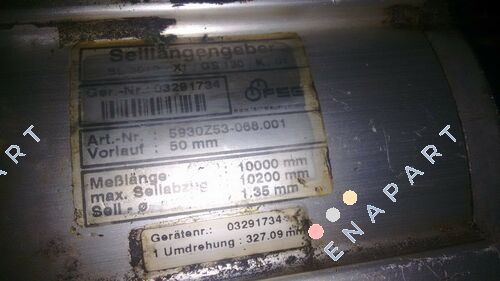 Seillängengeber
Ger.-Nr.: 03291734
FSG
Art.-Nr. 5930Z53-068.001
Vorlauf : 50 mm
Meßlänge 10000 mm
max. Seilabzug 10200 mm
Seil - Ø 1.35 mm
Gerätenr.: 03291734
1 Umdrehung : 327.09 mm
ENAPART